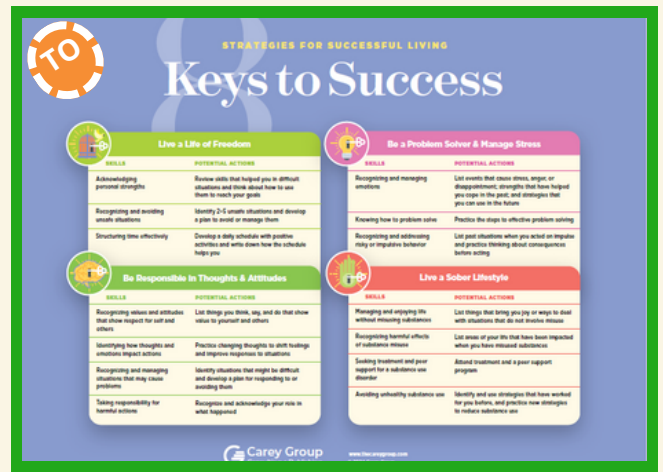 TO
8
STRATEGIES FOR SUCCESSFUL LIVING
Keys to Success
Live a Life of Freedom
SKILLS POTENTIAL ACTIONS
Acknowledging
personal strengths
Review skills that helped you in difficult
situations and think about how to use
them to reach your goals
Recognizing and avoiding
unsafe situations
Identify 2–5 unsafe situations and develop
a plan to avoid or manage them
Structuring time effectively
Develop a daily schedule with positive
activities and write down how the schedule
helps you
Be a Problem Solver & Manage Stress
SKILLS POTENTIAL ACTIONS
Recognizing and managing
emotions
List events that cause stress, anger, or
disappointment; strengths that have helped
you cope in the past; and strategies that
you can use in the future
Knowing how to problem solve
Practice the steps to effective problem solving
Recognizing and addressing
risky or impulsive behavior
List past situations when you acted on impulse
and practice thinking about consequences
before acting
Be Responsible in Thoughts & Attitudes
SKILLS POTENTIAL ACTIONS
Recognizing values and attitudes
that show respect for self and
others
List things you think, say, and do that show
value to yourself and others
Identifying how thoughts and
emotions impact actions
Practice changing thoughts to shift feelings
and improve responses to situations
Recognizing and managing
situations that may cause
problems
Identify situations that might be difficult
and develop a plan for responding to or
avoiding them
Taking responsibility for
harmful actions
Recognize and acknowledge your role in
what happened
Live a Sober Lifestyle
SKILLS POTENTIAL ACTIONS
Managing and enjoying life
without misusing substances
List things that bring you joy or ways to deal
with situations that do not involve misuse
Recognizing harmful effects
of substance misuse
List areas of your life that have been impacted
when you have misused substances
Seeking treatment and peer
support for a substance use
disorder
Attend treatment and a peer support
program
Avoiding unhealthy substance use
Identify and use strategies that have worked
for you before, and practice new strategies
to reduce substance use
Carey Group
www.thecareygroup.com